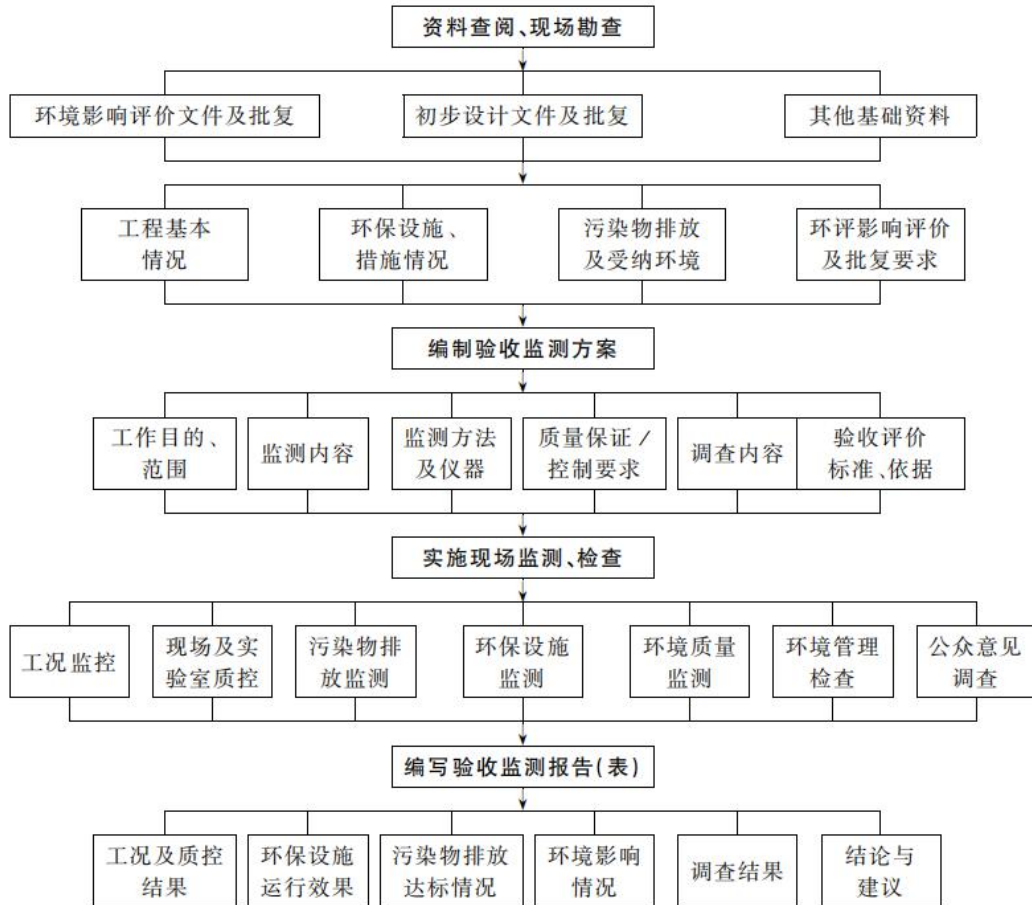 资料查阅、现场勘查
环境影响评价文件及批复
初步设计文件及批复
其他基础资料
工程基本
情况
环保设施、
措施情况
污染物排放
及受纳环境
环评影响评价
及批复要求
编制验收监测方案
工作目的、
范围
监测内容
监测方法
及仪器
质量保证/
控制要求
调查内容
验收评价
标准、依据
实施现场监测、检查
工况监控
现场及实
验室质控
污染物排
放监测
环保设施
监测
环境质量
监测
环境管理
检查
公众意见
调查
编写验收监测报告(表)
工况及质控
结果
环保设施
运行效果
污染物排放
达标情况
环境影响
情况
调查结果
结论与
建议